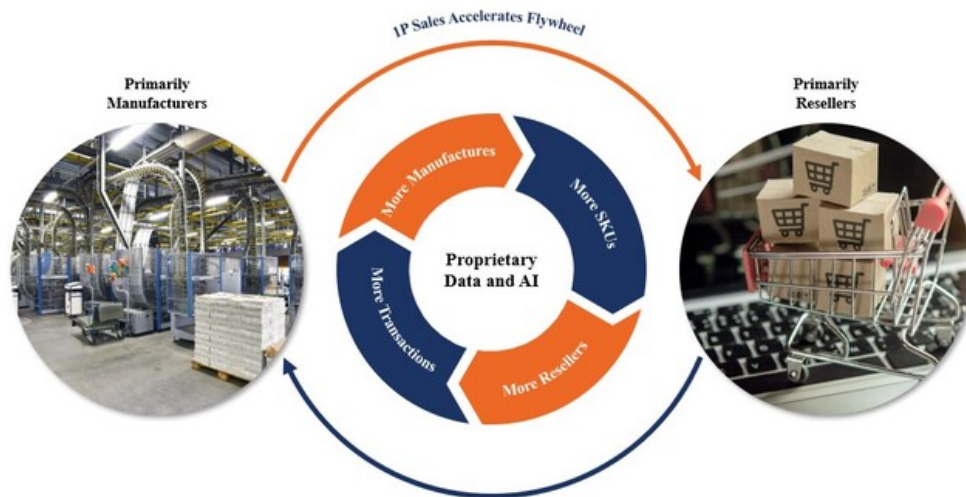 1P Sales Accelerates Flywheel
Primarily
Manufacturers
Primarily
Resellers
More Manufactures
More SKUs
Proprietary
Data and AI
More Transactions
More Resellers